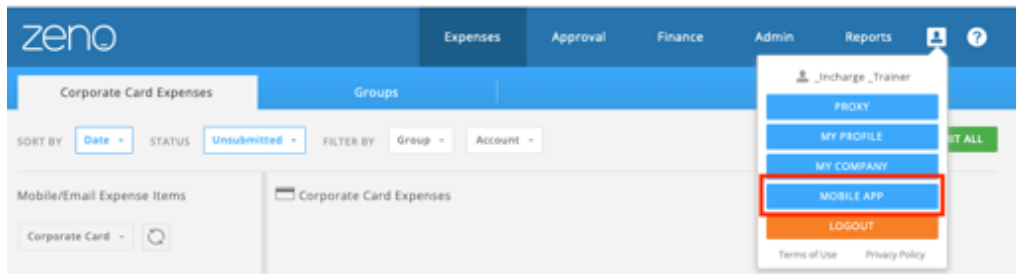 zeno
Expenses Approval Finance Admin Reports ?
_Incharge _Trainer
Corporate Card Expenses Groups
PROXY
SORT BY Date STATUS Unsubmitted FILTER BY Group Account
MY PROFILE
IT ALL
MY COMPANY
Mobile/Email Expense Items
Corporate Card Expenses
MOBILE APP
Corporate Card
LOGOUT
Terms of Use Privacy Policy